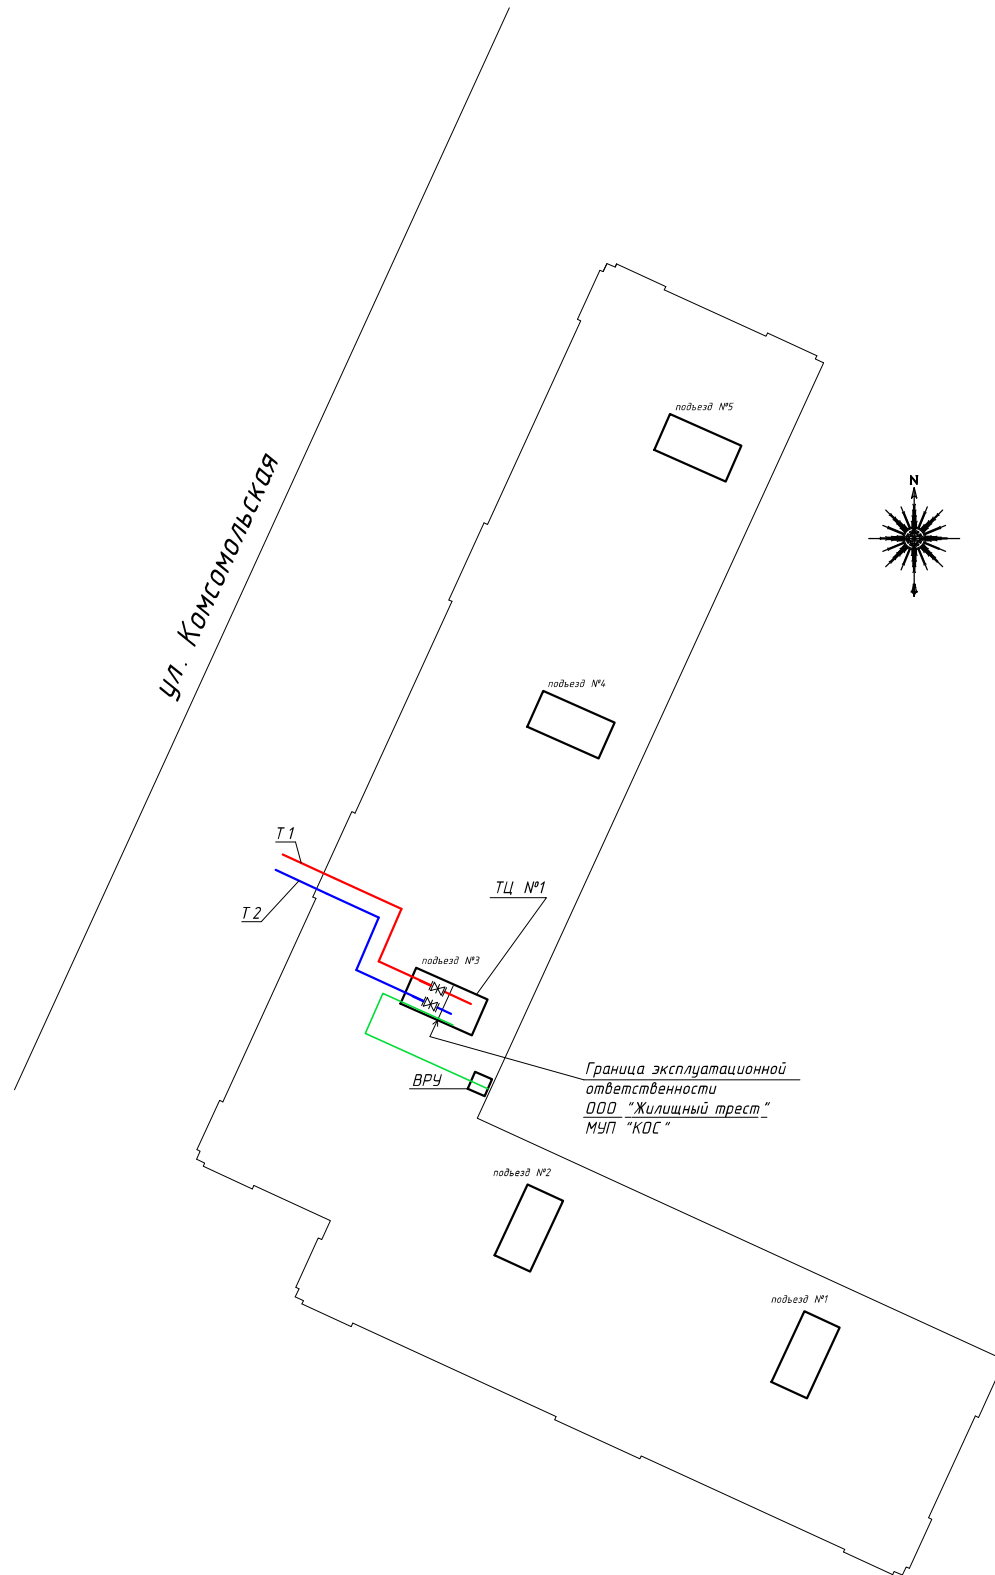 подъезд №5
ул. Комсомольская
N
подъезд №4
Т1
ТЦ №1
Т2
подъезд №3
Граница эксплуатационной
ответственности
ООО "Жилищный трест"
МУП "КОС"
ВРУ
подъезд №2
подъезд №1